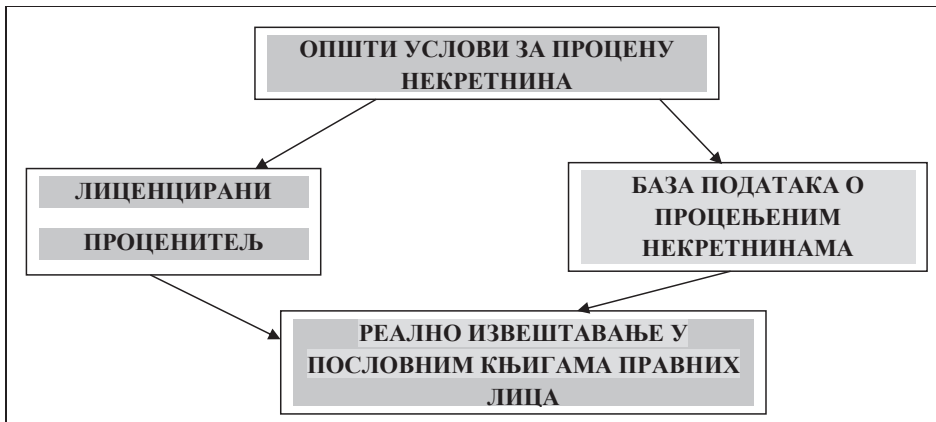 ОПШТИ УСЛОВИ ЗА ПРОЦЕНУ
НЕКРЕТНИНА
ЛИЦЕНЦИРАНИ
ПРОЦЕНИТЕЉ
БАЗА ПОДАТАКА О
ПРОЦЕЊЕНИМ
НЕКРЕТНИНАМА
РЕАЛНО ИЗВЕШТАВАЊЕ У
ПОСЛОВНИМ КЊИГАМА ПРАВНИХ
ЛИЦА